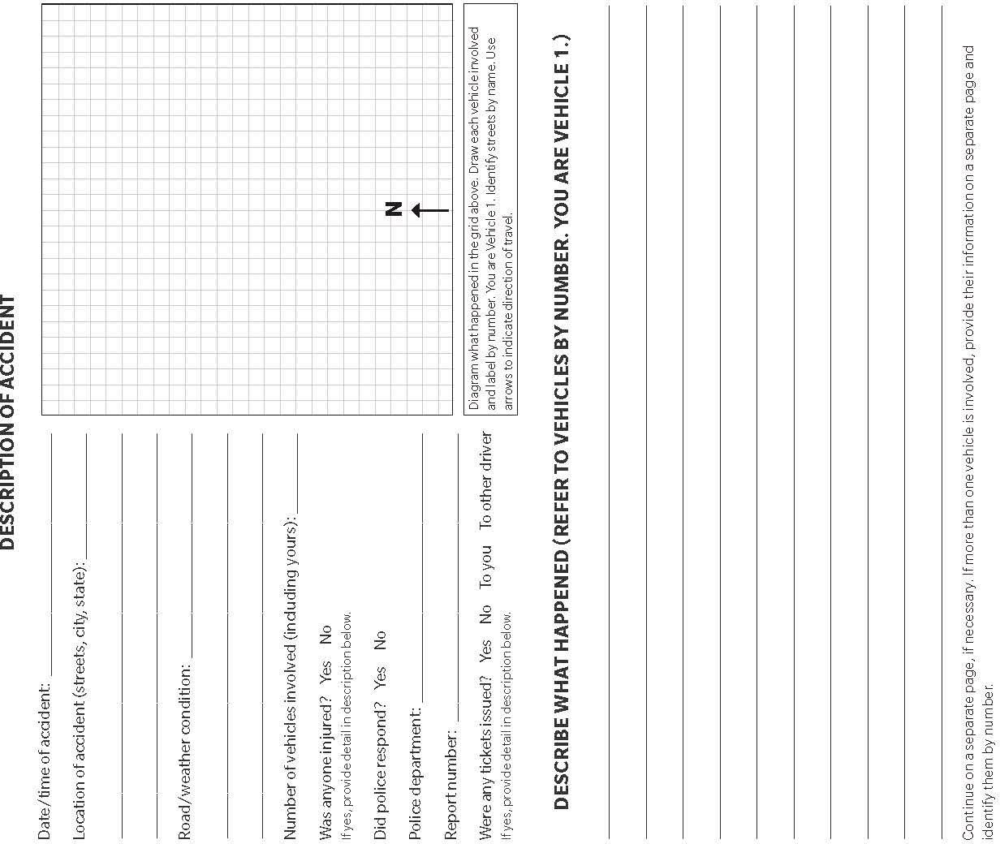 DESCRIPTION OF ACCIDENT
Date/time of accident:
Location of accident (streets, city, state):
Road/weather condition:
Number of vehicles involved (including yours):
Was anyone injured? Yes No
If yes, provide detail in description below.
Did police respond? Yes No
Police department:
Report number:
Were any tickets issued? Yes No To you To other driver
If yes, provide detail in description below.
N
Diagram what happened in the grid above. Draw each vehicle involved
and label by number. You are Vehicle 1. Identify streets by name. Use
arrows to indicate direction of travel.
DESCRIBE WHAT HAPPENED (REFER TO VEHICLES BY NUMBER. YOU ARE VEHICLE 1.)
Continue on a separate page, if necessary. If more than one vehicle is involved, provide their information on a separate page and
identify them by number.